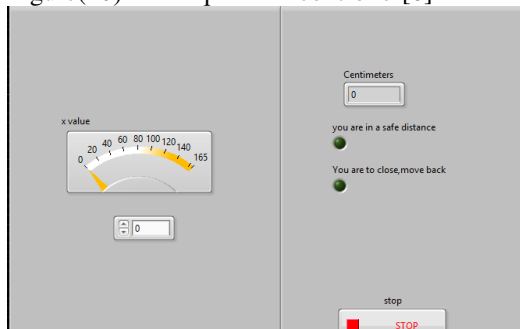 Centimeters
0
x value
you are in a safe distance
0 20 40 60 80 100 120 140 165
You are to close,move back
0
stop
STOP